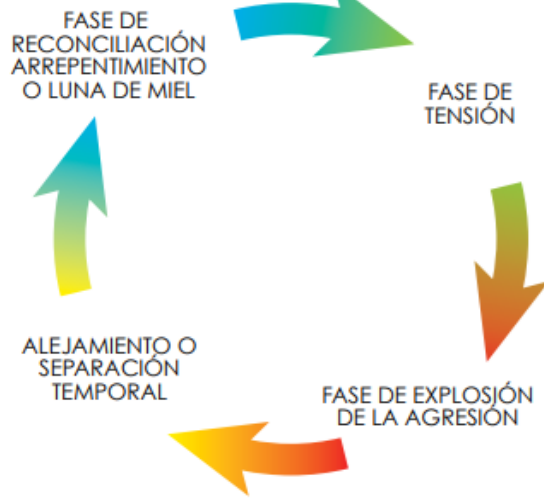 FASE DE
RECONCILIACIÓN
ARREPENTIMIENTO
O LUNA DE MIEL
FASE DE
TENSIÓN
FASE DE EXPLOSIÓN
DE LA AGRESIÓN
ALEJAMIENTO O
SEPARACIÓN
TEMPORAL